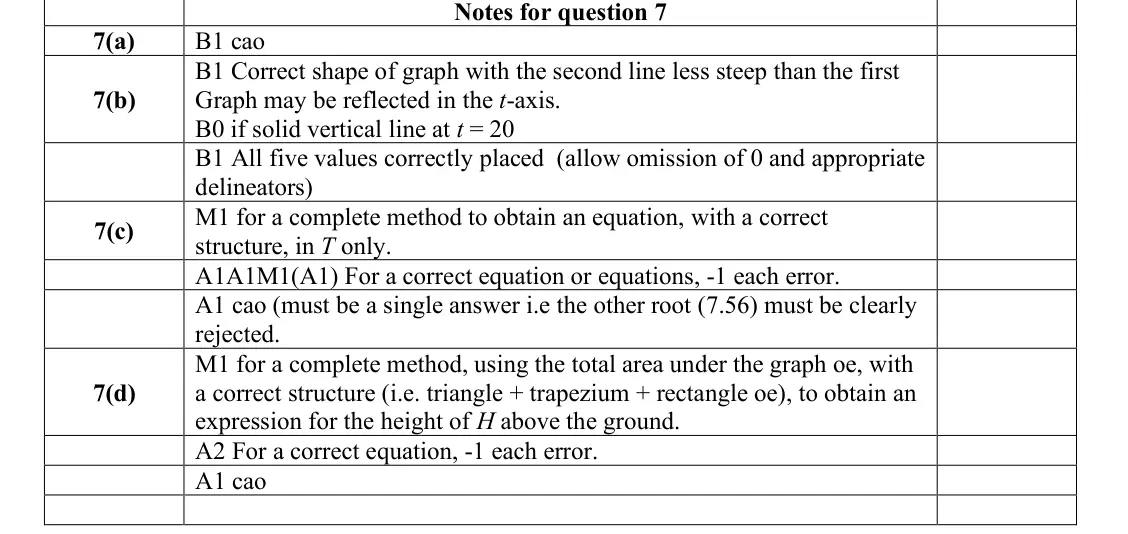 Notes for question 7
7(a) B1 cao
B1 Correct shape of graph with the second line less steep than the first
7(b) Graph may be reflected in the t-axis.
B0 if solid vertical line at t = 20
B1 All five values correctly placed (allow omission of 0 and appropriate
delineators)
7(c) M1 for a complete method to obtain an equation, with a correct
structure, in T only.
A1A1M1(A1) For a correct equation or equations, -1 each error.
A1 cao (must be a single answer i.e the other root (7.56) must be clearly
rejected.
M1 for a complete method, using the total area under the graph oe, with
7(d) a correct structure (i.e. triangle + trapezium + rectangle oe), to obtain an
expression for the height of H above the ground.
A2 For a correct equation, -1 each error.
A1 cao